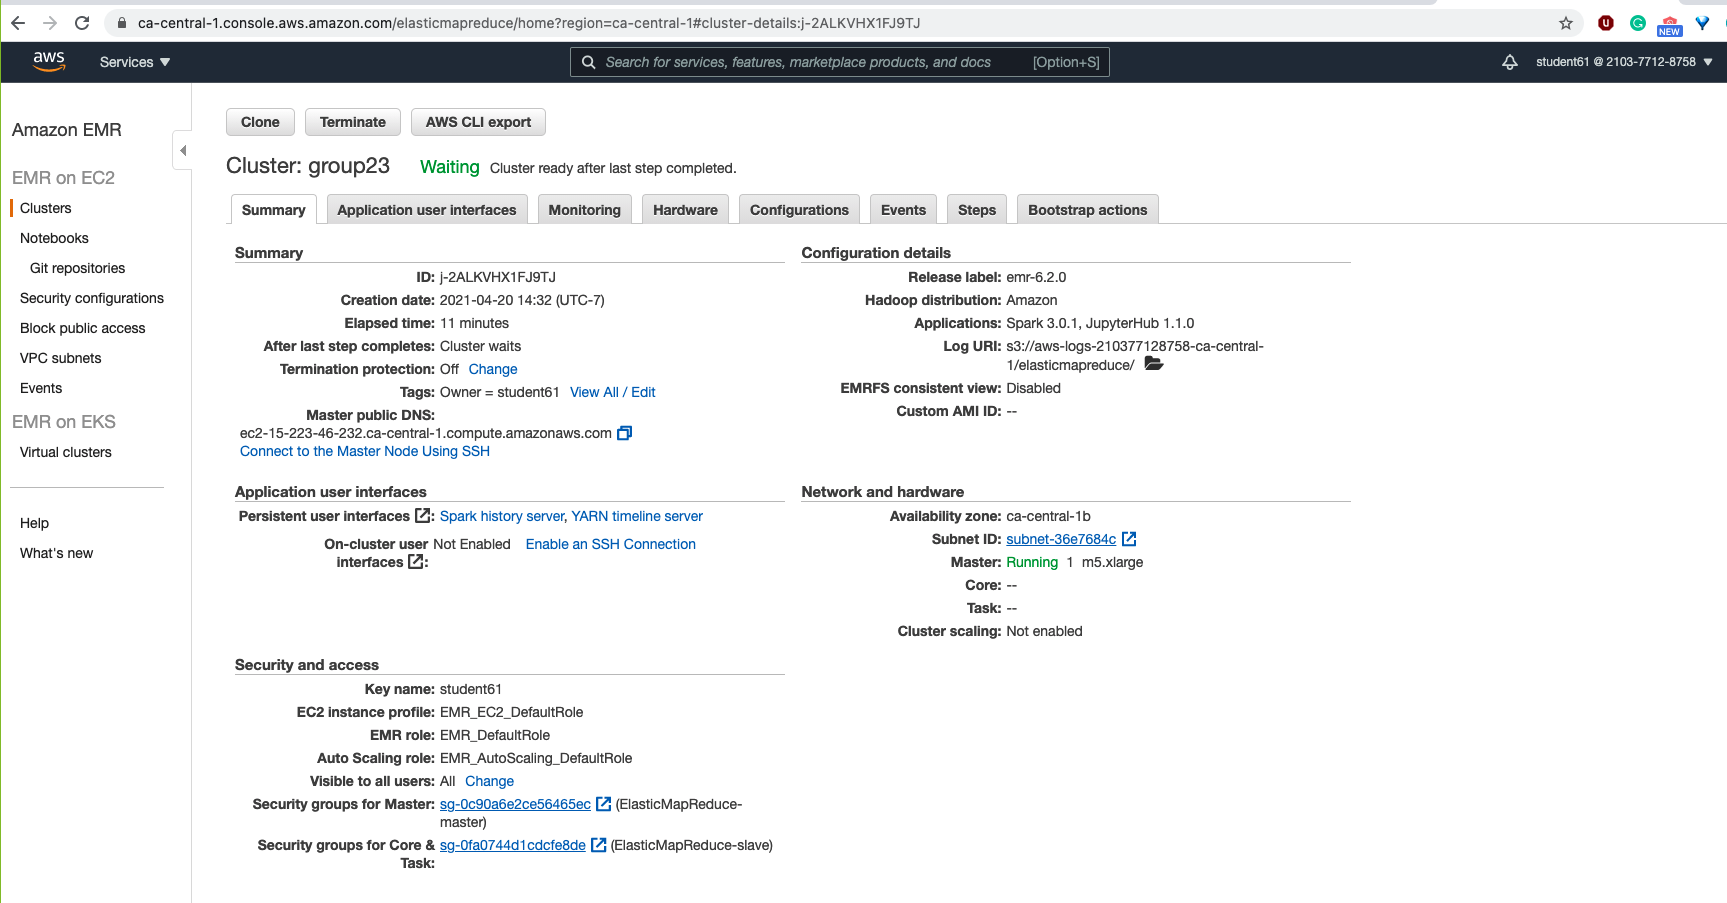 ca-central-1.console.aws.amazon.com/elasticmapreduce/home?region=ca-central-1#cluster-details:j-2ALKVHX1FJ9TJ
NEW
aws
Services
Search for services, features, marketplace products, and docs [Option+S]
student61 @ 2103-7712-8758
Amazon EMR
EMR on EC2
Clusters
Notebooks
Git repositories
Security configurations
Block public access
VPC subnets
Events
EMR on EKS
Virtual clusters
Help
What's new
Clone Terminate AWS CLI export
Cluster: group23 Waiting Cluster ready after last step completed.
Summary Application user interfaces Monitoring Hardware Configurations Events Steps Bootstrap actions
Summary
ID: j-2ALKVHX1FJ9TJ
Creation date: 2021-04-20 14:32 (UTC-7)
Elapsed time: 11 minutes
After last step completes: Cluster waits
Termination protection: Off Change
Tags: Owner = student61 View All / Edit
Master public DNS:
ec2-15-223-46-232.ca-central-1.compute.amazonaws.com
Connect to the Master Node Using SSH
Configuration details
Release label: emr-6.2.0
Hadoop distribution: Amazon
Applications: Spark 3.0.1, JupyterHub 1.1.0
Log URI: s3://aws-logs-210377128758-ca-central-
1/elasticmapreduce/
EMRFS consistent view: Disabled
Custom AMI ID: --
Application user interfaces
Persistent user interfaces : Spark history server, YARN timeline server
On-cluster user Not Enabled Enable an SSH Connection
interfaces :
Network and hardware
Availability zone: ca-central-1b
Subnet ID: subnet-36e7684c
Master: Running 1 m5.xlarge
Core: --
Task: --
Cluster scaling: Not enabled
Security and access
Key name: student61
EC2 instance profile: EMR_EC2_DefaultRole
EMR role: EMR_DefaultRole
Auto Scaling role: EMR_AutoScaling_DefaultRole
Visible to all users: All Change
Security groups for Master: sg-0c90a6e2ce56465ec (ElasticMapReduce-
master)
Security groups for Core & sg-0fa0744d1cdcfe8de (ElasticMapReduce-slave)
Task: